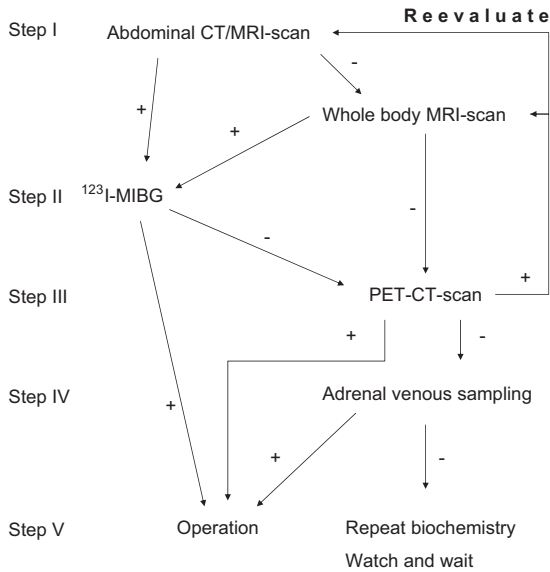 Reevaluate
Step I
Abdominal CT/MRI-scan
-
+
Whole body MRI-scan
+
Step II
¹²³I-MIBG
-
-
Step III
PET-CT-scan
+
+
-
Step IV
Adrenal venous sampling
+
+
-
Step V
Operation
Repeat biochemistry
Watch and wait